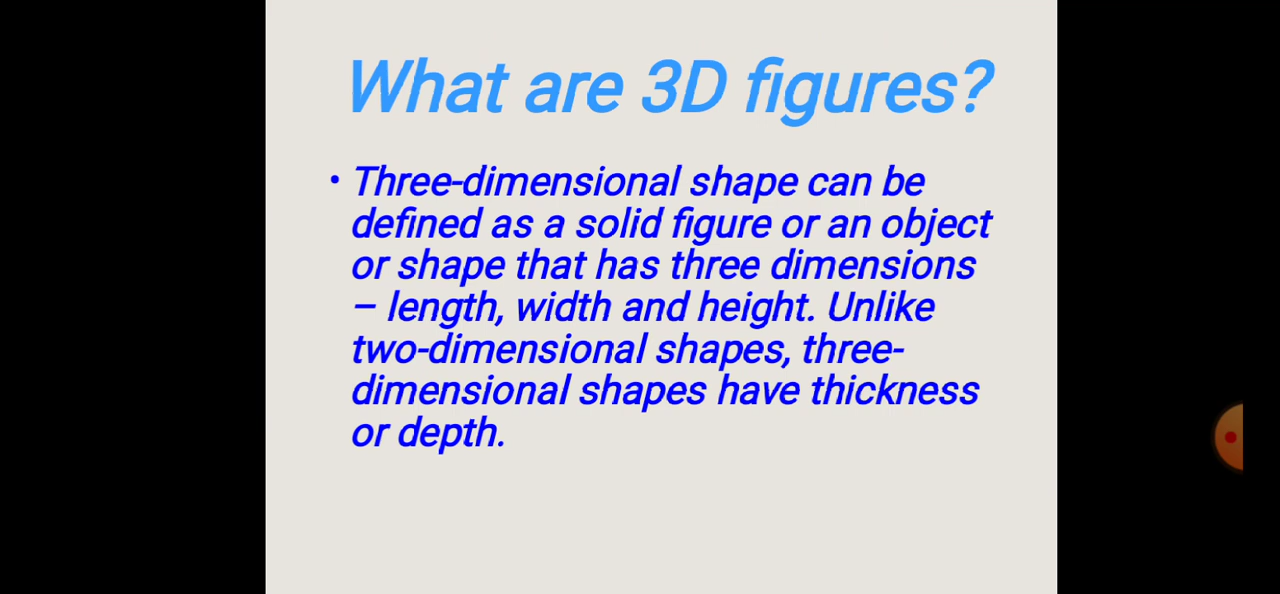 What are 3D figures?
• Three-dimensional shape can be
defined as a solid figure or an object
or shape that has three dimensions
– length, width and height. Unlike
two-dimensional shapes, three-
dimensional shapes have thickness
or depth.